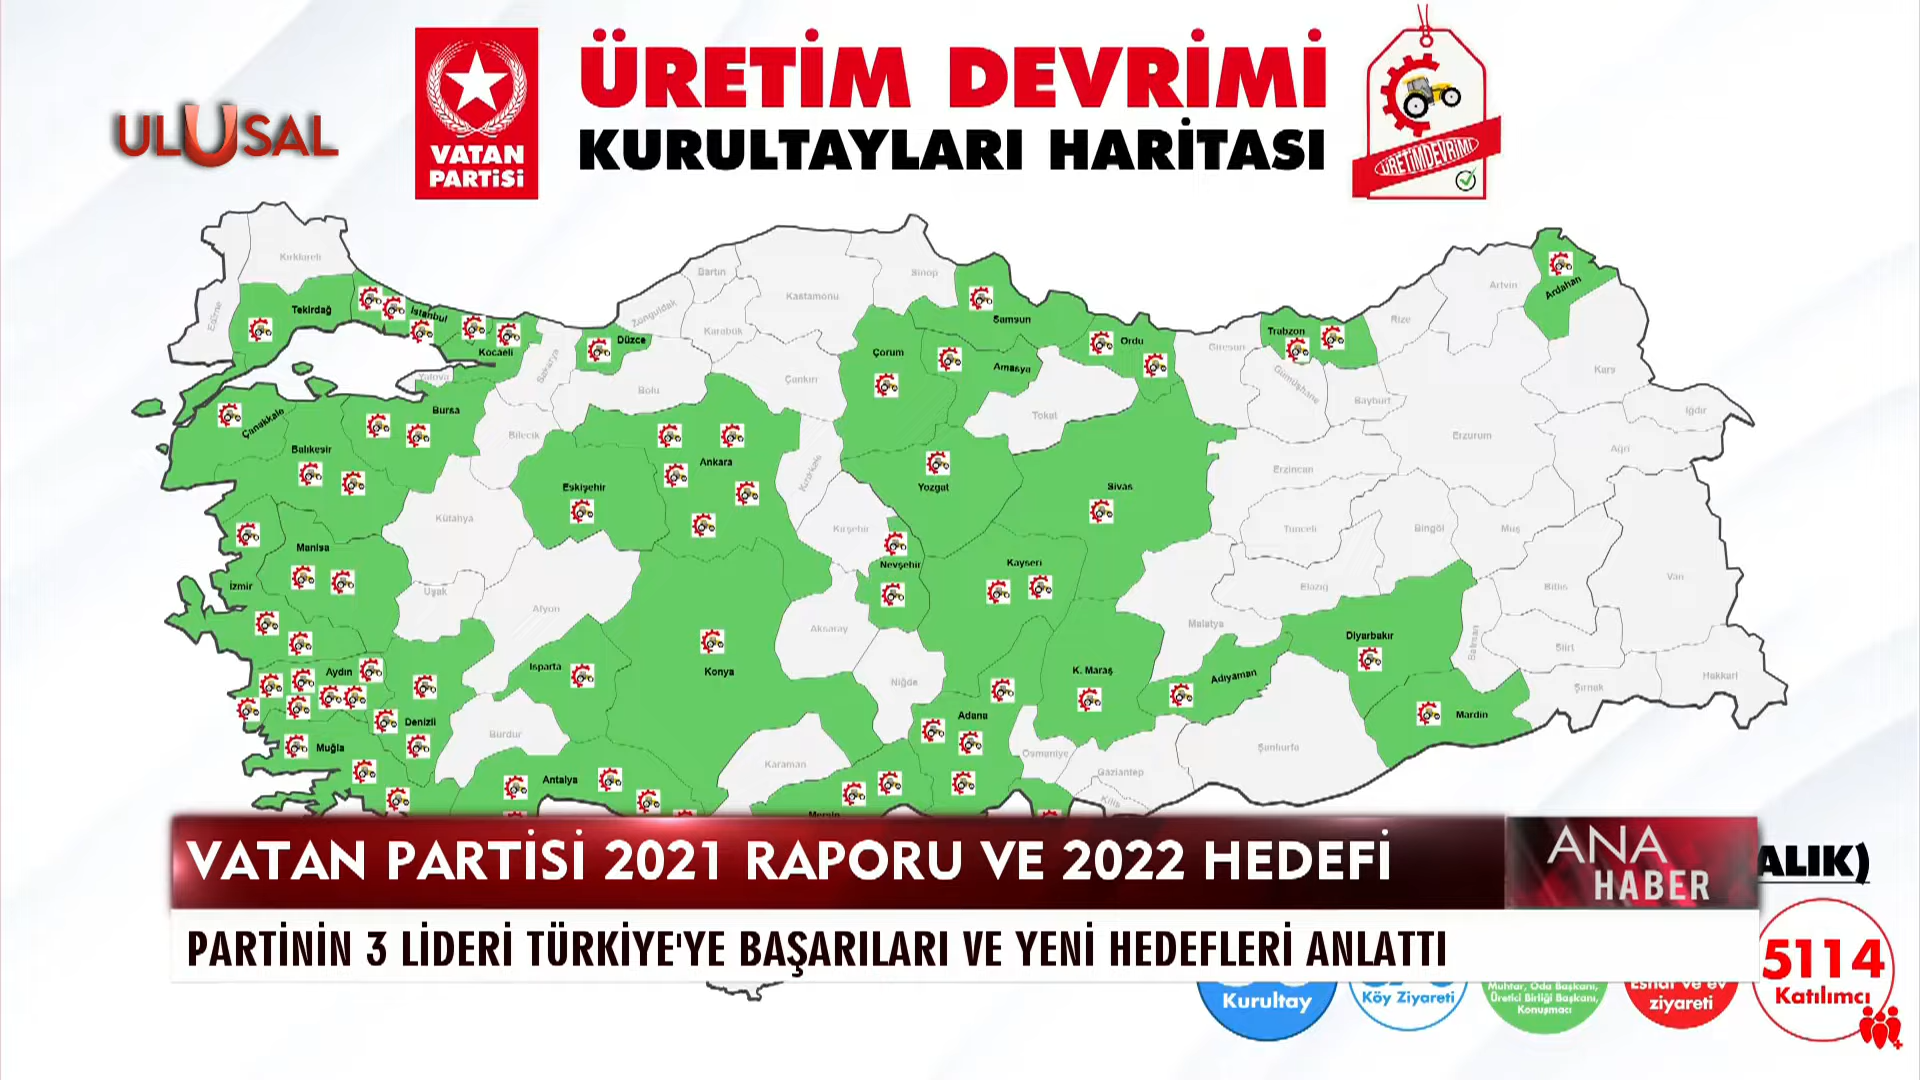 ULUSAL
VATAN
PARTİSİ
ÜRETİM DEVRİMİ
KURULTAYLARI HARİTASI
ÜRETİMDEVRİMİ
Kırklareli
Edirne
Tekirdağ
İstanbul
Kocaeli
Yalova
Sakarya
Düzce
Zonguldak
Bartın
Karabük
Kastamonu
Sinop
Bolu
Çankırı
Samsun
Çorum
Amasya
Ordu
Tokat
Giresun
Trabzon
Gümüşhane
Rize
Bayburt
Artvin
Ardahan
Kars
Iğdır
Ağrı
Erzurum
Erzincan
Çanakkale
Balıkesir
Bursa
Bilecik
Eskişehir
Ankara
Kırıkkale
Yozgat
Sivas
Kütahya
Kırşehir
Nevşehir
Kayseri
Tunceli
Bingöl
Muş
Manisa
İzmir
Uşak
Afyon
Aksaray
Malatya
Elazığ
Bitlis
Van
Aydın
Denizli
Isparta
Konya
Niğde
K. Maraş
Adıyaman
Diyarbakır
Batman
Siirt
Şırnak
Hakkari
Mardin
Muğla
Burdur
Antalya
Karaman
Mersin
Adana
Osmaniye
Gaziantep
Kilis
Şanlıurfa
VATAN PARTİSİ 2021 RAPORU VE 2022 HEDEFİ
ANA
HABER
ALIK)
PARTİNİN 3 LİDERİ TÜRKİYE'YE BAŞARILARI VE YENİ HEDEFLERİ ANLATTI
Kurultay
Köy Ziyareti
Muhtar, Oda Başkanı,
Üretici Birliği Başkanı,
Konuşmacı
Esnaf ve ev
ziyareti
5114
Katılımcı